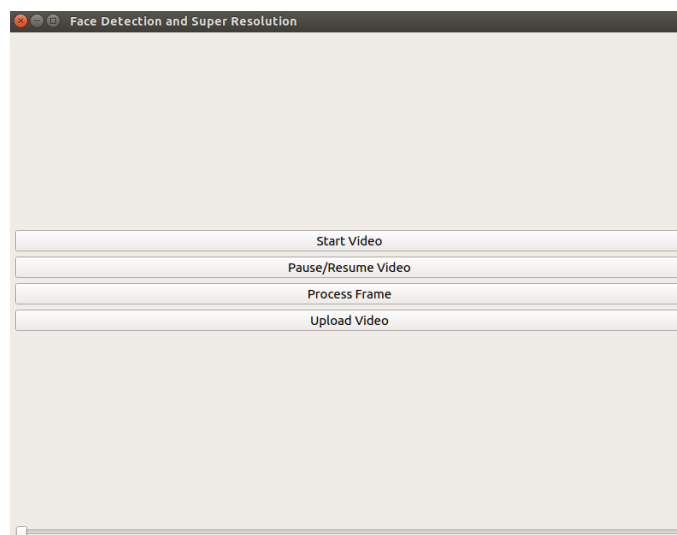 Face Detection and Super Resolution
Start Video
Pause/Resume Video
Process Frame
Upload Video